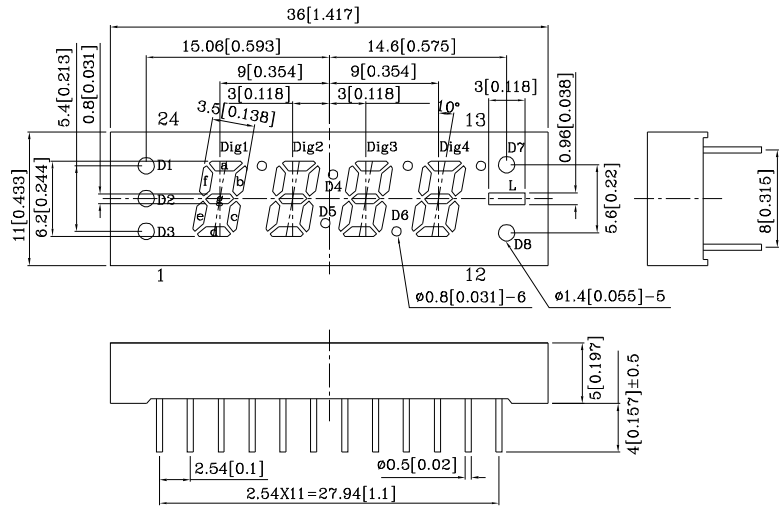 36[1.417]
15.06[0.593]
14.6[0.575]
9[0.354]
9[0.354]
3[0.118]
3[0.118]
3[0.118]
3.5[0.138]
10°
5.4[0.213]
0.8[0.031]
0.96[0.038]
24
13
Dig1
Dig2
Dig3
Dig4
D7
D1
a
D4
f
b
L
D2
g
11[0.433]
6.2[0.244]
5.6[0.22]
8[0.315]
e
c
D5
D6
D3
d
D8
1
12
ø0.8[0.031]-6
ø1.4[0.055]-5
5[0.197]
4[0.157]±0.5
2.54[0.1]
ø0.5[0.02]
2.54X11=27.94[1.1]